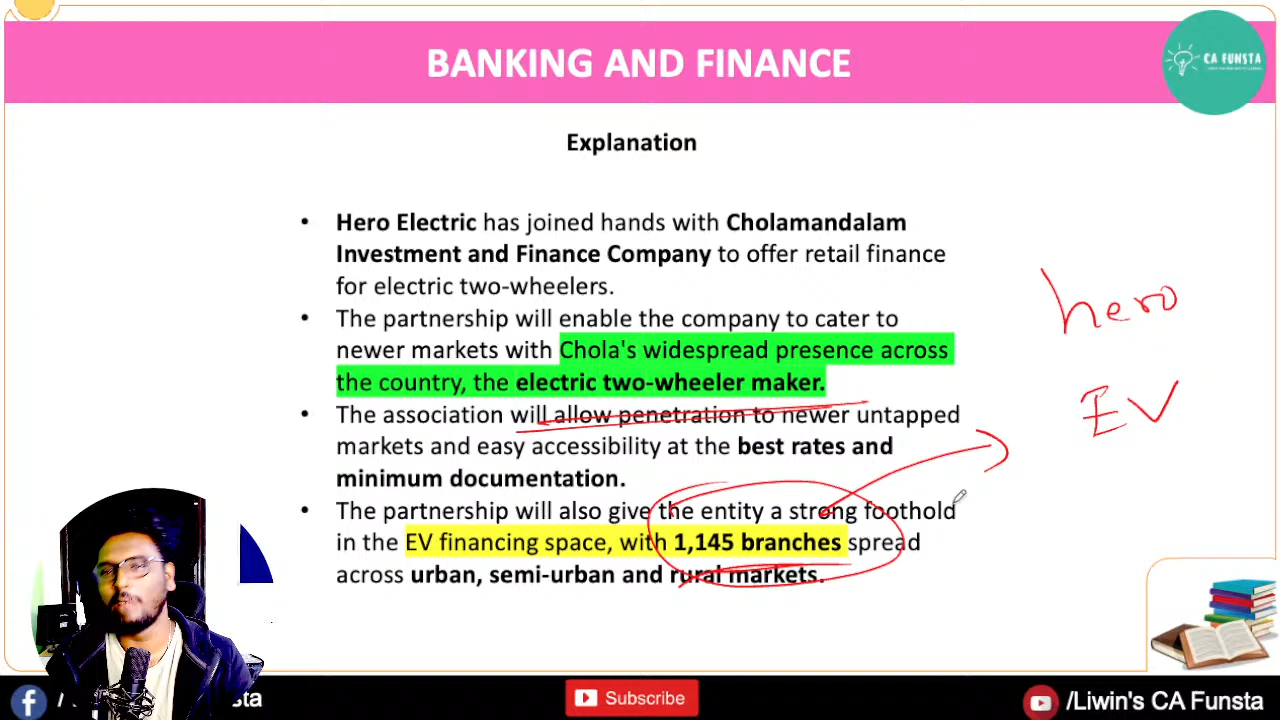 BANKING AND FINANCE
CA FUNSTA
Explanation
• Hero Electric has joined hands with Cholamandalam
Investment and Finance Company to offer retail finance
for electric two-wheelers.
• The partnership will enable the company to cater to
newer markets with Chola's widespread presence across
the country, the electric two-wheeler maker.
• The association will allow penetration to newer untapped
markets and easy accessibility at the best rates and
minimum documentation.
• The partnership will also give the entity a strong foothold
in the EV financing space, with 1,145 branches spread
across urban, semi-urban and rural markets.
hero
EV
f /
sta
Subscribe
/Liwin's CA Funsta